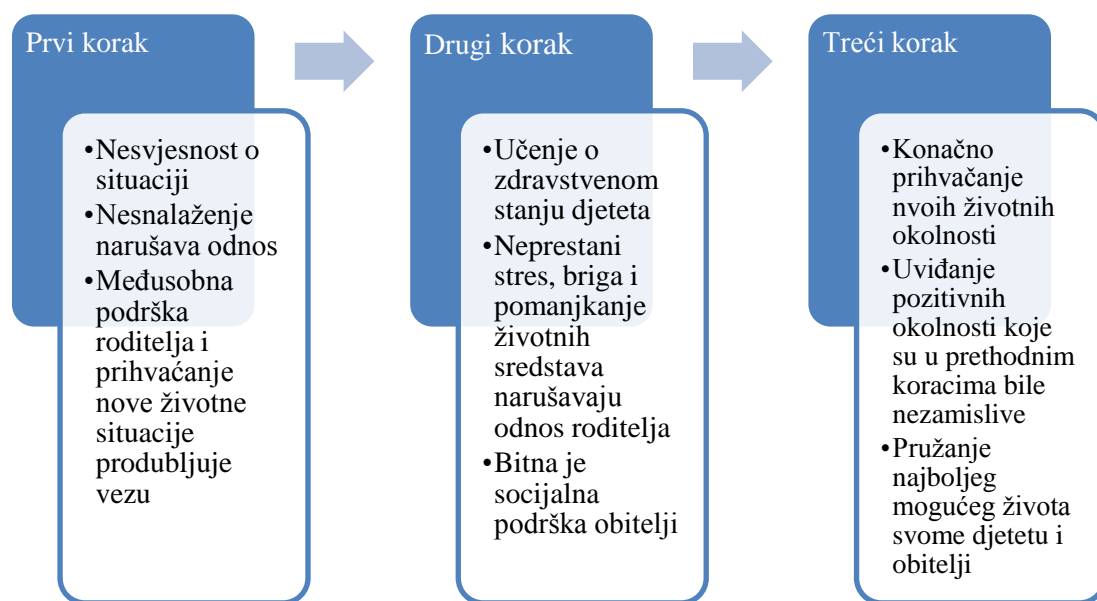 Prvi korak
•Nesvjesnost o
situaciji
•Nesnalaženje
narušava odnos
•Međusobna
podrška
roditelja i
prihvaćanje
nove životne
situacije
produbljuje
vezu
Drugi korak
•Učenje o
zdravstvenom
stanju djeteta
•Neprestani
stres, briga i
pomanjkanje
životnih
sredstava
narušavaju
odnos roditelja
•Bitna je
socijalna
podrška obitelji
Treći korak
•Konačno
prihvačanje
nvoih životnih
okolnosti
•Uviđanje
pozitivnih
okolnosti koje
su u prethodnim
koracima bile
nezamislive
•Pružanje
najboljeg
mogućeg života
svome djetetu i
obitelji